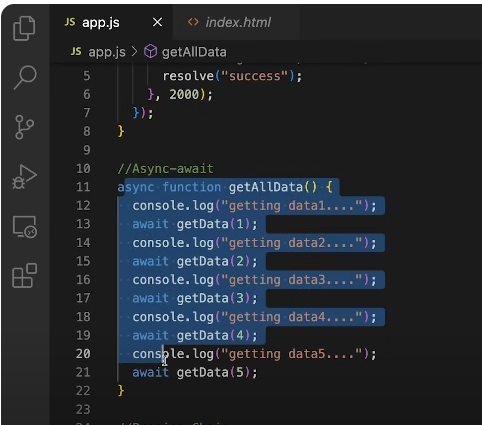 JS app.js × <> index.html
JS app.js > getAllData
5 resolve("success");
6 }, 2000);
7 });
8 }
9
10 //Async-await
11 async function getAllData() {
12 console.log("getting data1....");
13 await getData(1);
14 console.log("getting data2....");
15 await getData(2);
16 console.log("getting data3....");
17 await getData(3);
18 console.log("getting data4....");
19 await getData(4);
20 console.log("getting data5....");
21 await getData(5);
22 }
23